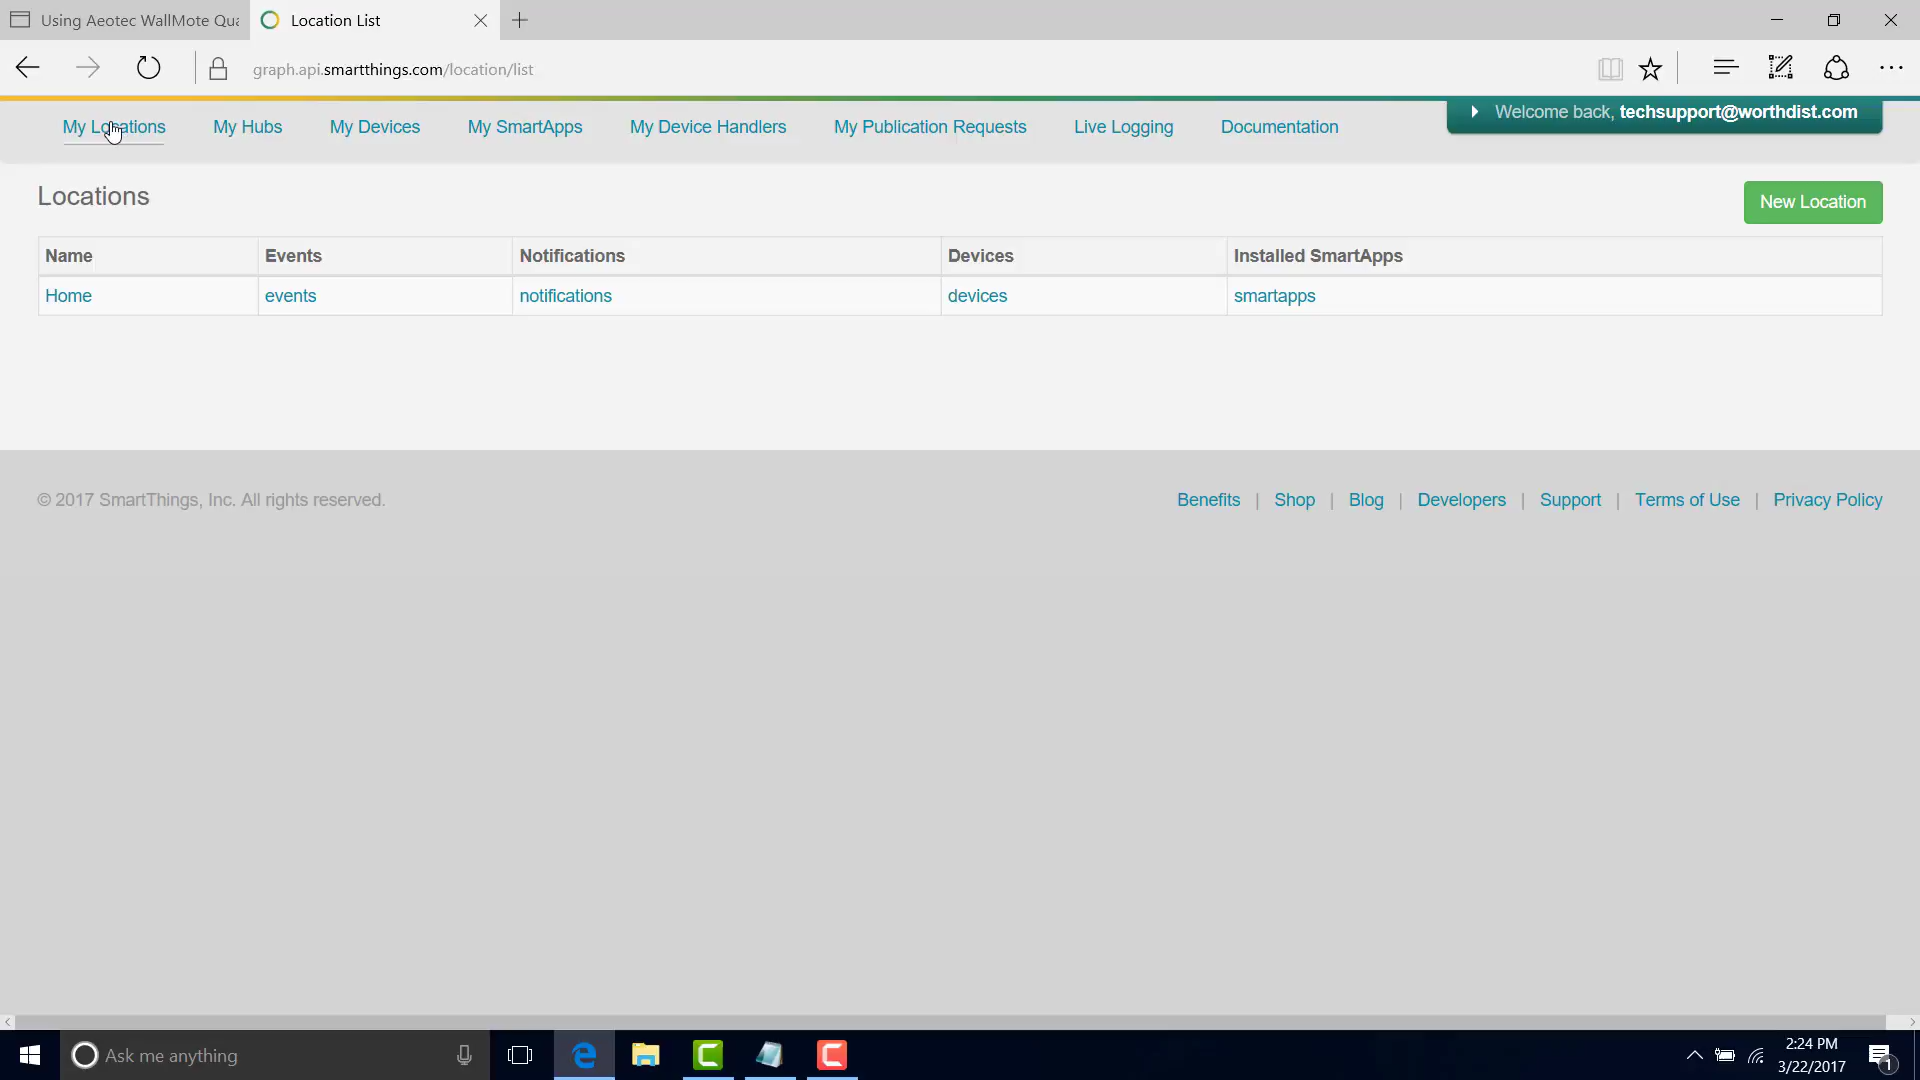 Using Aeotec WallMote Qua
Location List
graph.api.smartthings.com/location/list
My Locations My Hubs My Devices My SmartApps My Device Handlers My Publication Requests Live Logging Documentation
Welcome back, techsupport@worthdist.com
Locations
New Location
Name Events Notifications Devices Installed SmartApps
Home events notifications devices smartapps
© 2017 SmartThings, Inc. All rights reserved.
Benefits | Shop | Blog | Developers | Support | Terms of Use | Privacy Policy
Ask me anything
2:24 PM
3/22/2017
1